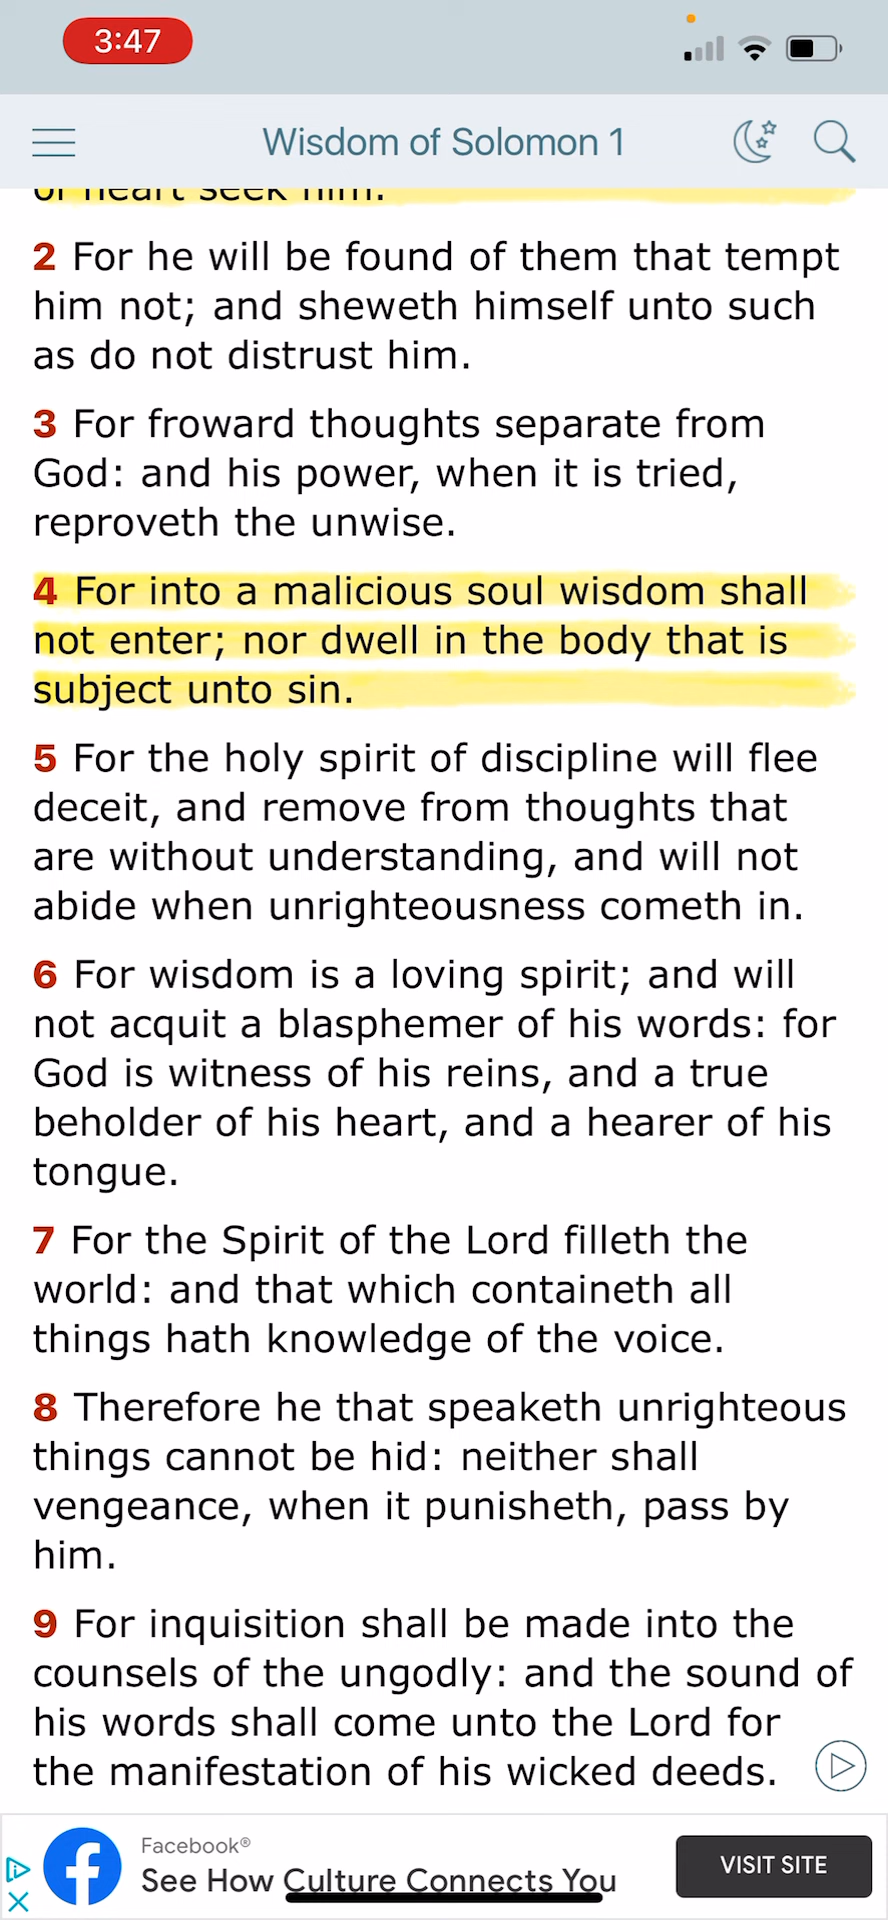 3:47
Wisdom of Solomon 1
of heart seek him.
2 For he will be found of them that tempt
him not; and sheweth himself unto such
as do not distrust him.
3 For froward thoughts separate from
God: and his power, when it is tried,
reproveth the unwise.
4 For into a malicious soul wisdom shall
not enter; nor dwell in the body that is
subject unto sin.
5 For the holy spirit of discipline will flee
deceit, and remove from thoughts that
are without understanding, and will not
abide when unrighteousness cometh in.
6 For wisdom is a loving spirit; and will
not acquit a blasphemer of his words: for
God is witness of his reins, and a true
beholder of his heart, and a hearer of his
tongue.
7 For the Spirit of the Lord filleth the
world: and that which containeth all
things hath knowledge of the voice.
8 Therefore he that speaketh unrighteous
things cannot be hid: neither shall
vengeance, when it punisheth, pass by
him.
9 For inquisition shall be made into the
counsels of the ungodly: and the sound of
his words shall come unto the Lord for
the manifestation of his wicked deeds.
Facebook®
See How Culture Connects You
VISIT SITE